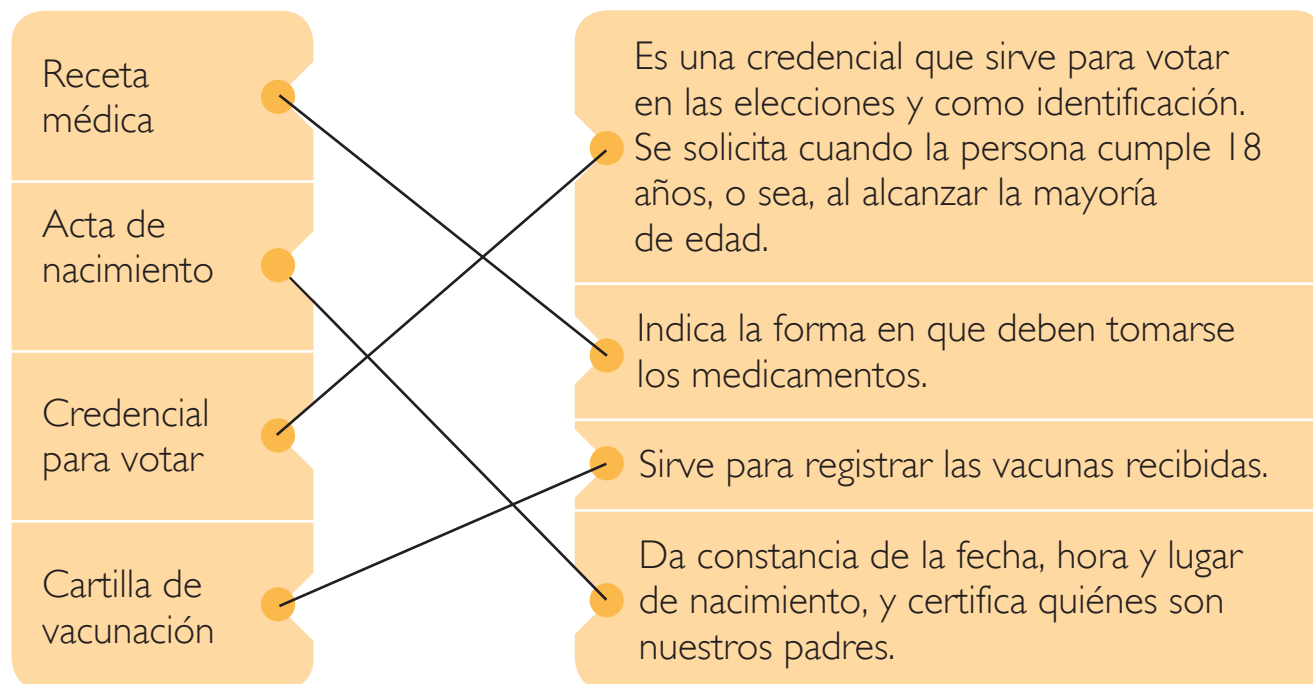 Receta
médica
Acta de
nacimiento
Credencial
para votar
Cartilla de
vacunación
Es una credencial que sirve para votar
en las elecciones y como identificación.
Se solicita cuando la persona cumple 18
años, o sea, al alcanzar la mayoría
de edad.
Indica la forma en que deben tomarse
los medicamentos.
Sirve para registrar las vacunas recibidas.
Da constancia de la fecha, hora y lugar
de nacimiento, y certifica quiénes son
nuestros padres.